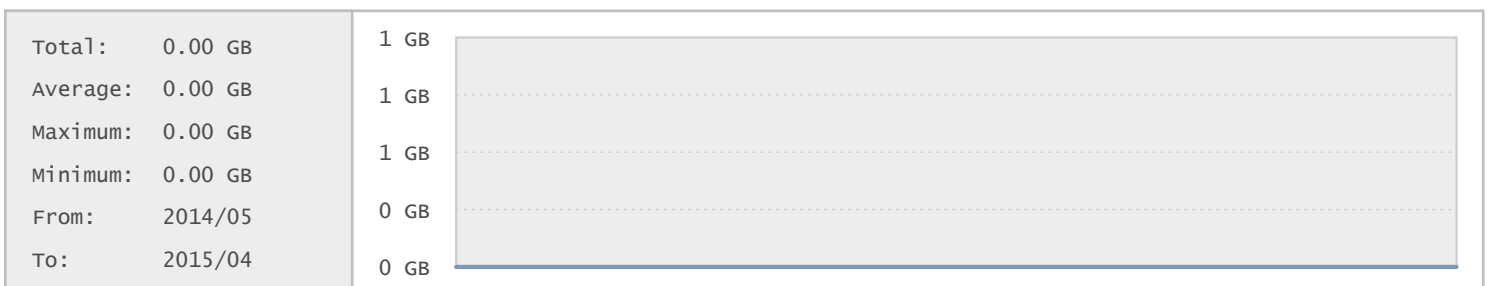 Total: 0.00 GB
Average: 0.00 GB
Maximum: 0.00 GB
Minimum: 0.00 GB
From: 2014/05
To: 2015/04
1 GB
1 GB
1 GB
0 GB
0 GB